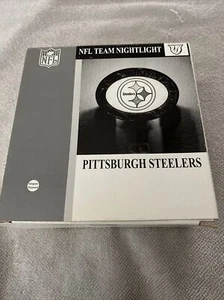 NFL TEAM NIGHTLIGHT
NFL
Steelers
PITTSBURGH STEELERS